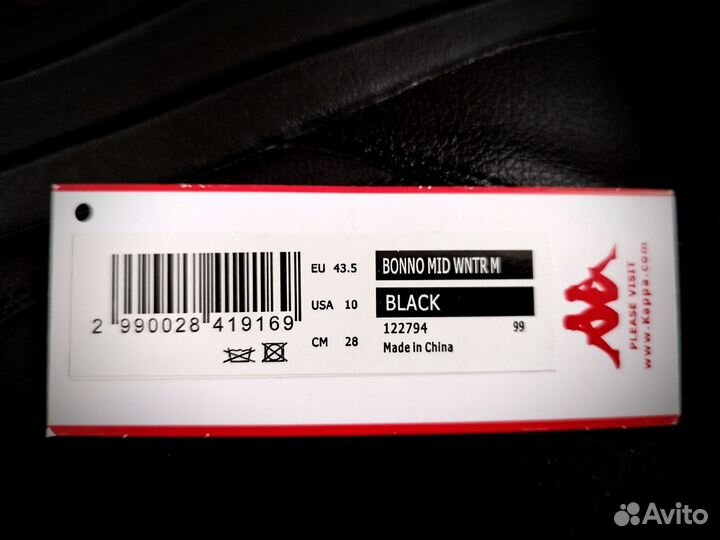 2 990028 419169
EU 43.5
USA 10
CM 28
BONNO MID WNTR M
BLACK
122794 99
Made in China
PLEASE VISIT
www.Kappa.com
Avito